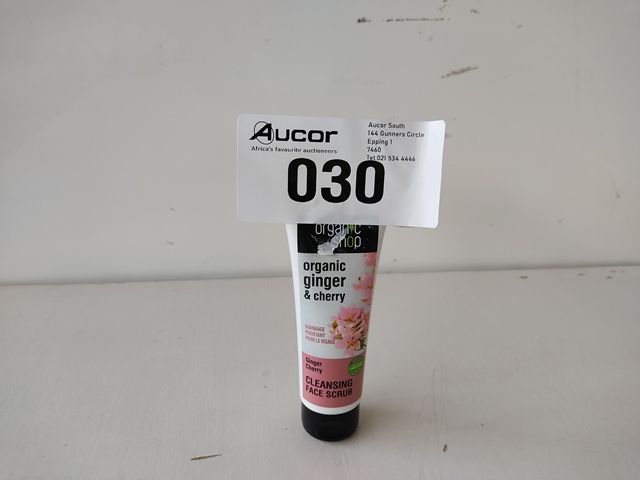 Aucor
Africa's favourite auctioneers
Aucor South
144 Gunners Circle
Epping 1
7460
Tel 021 534 4446
030
organic
shop
organic
ginger
& cherry
GOMMAGE
PURIFIANT
POUR LE VISAGE
Ginger
Cherry
CLEANSING
FACE SCRUB